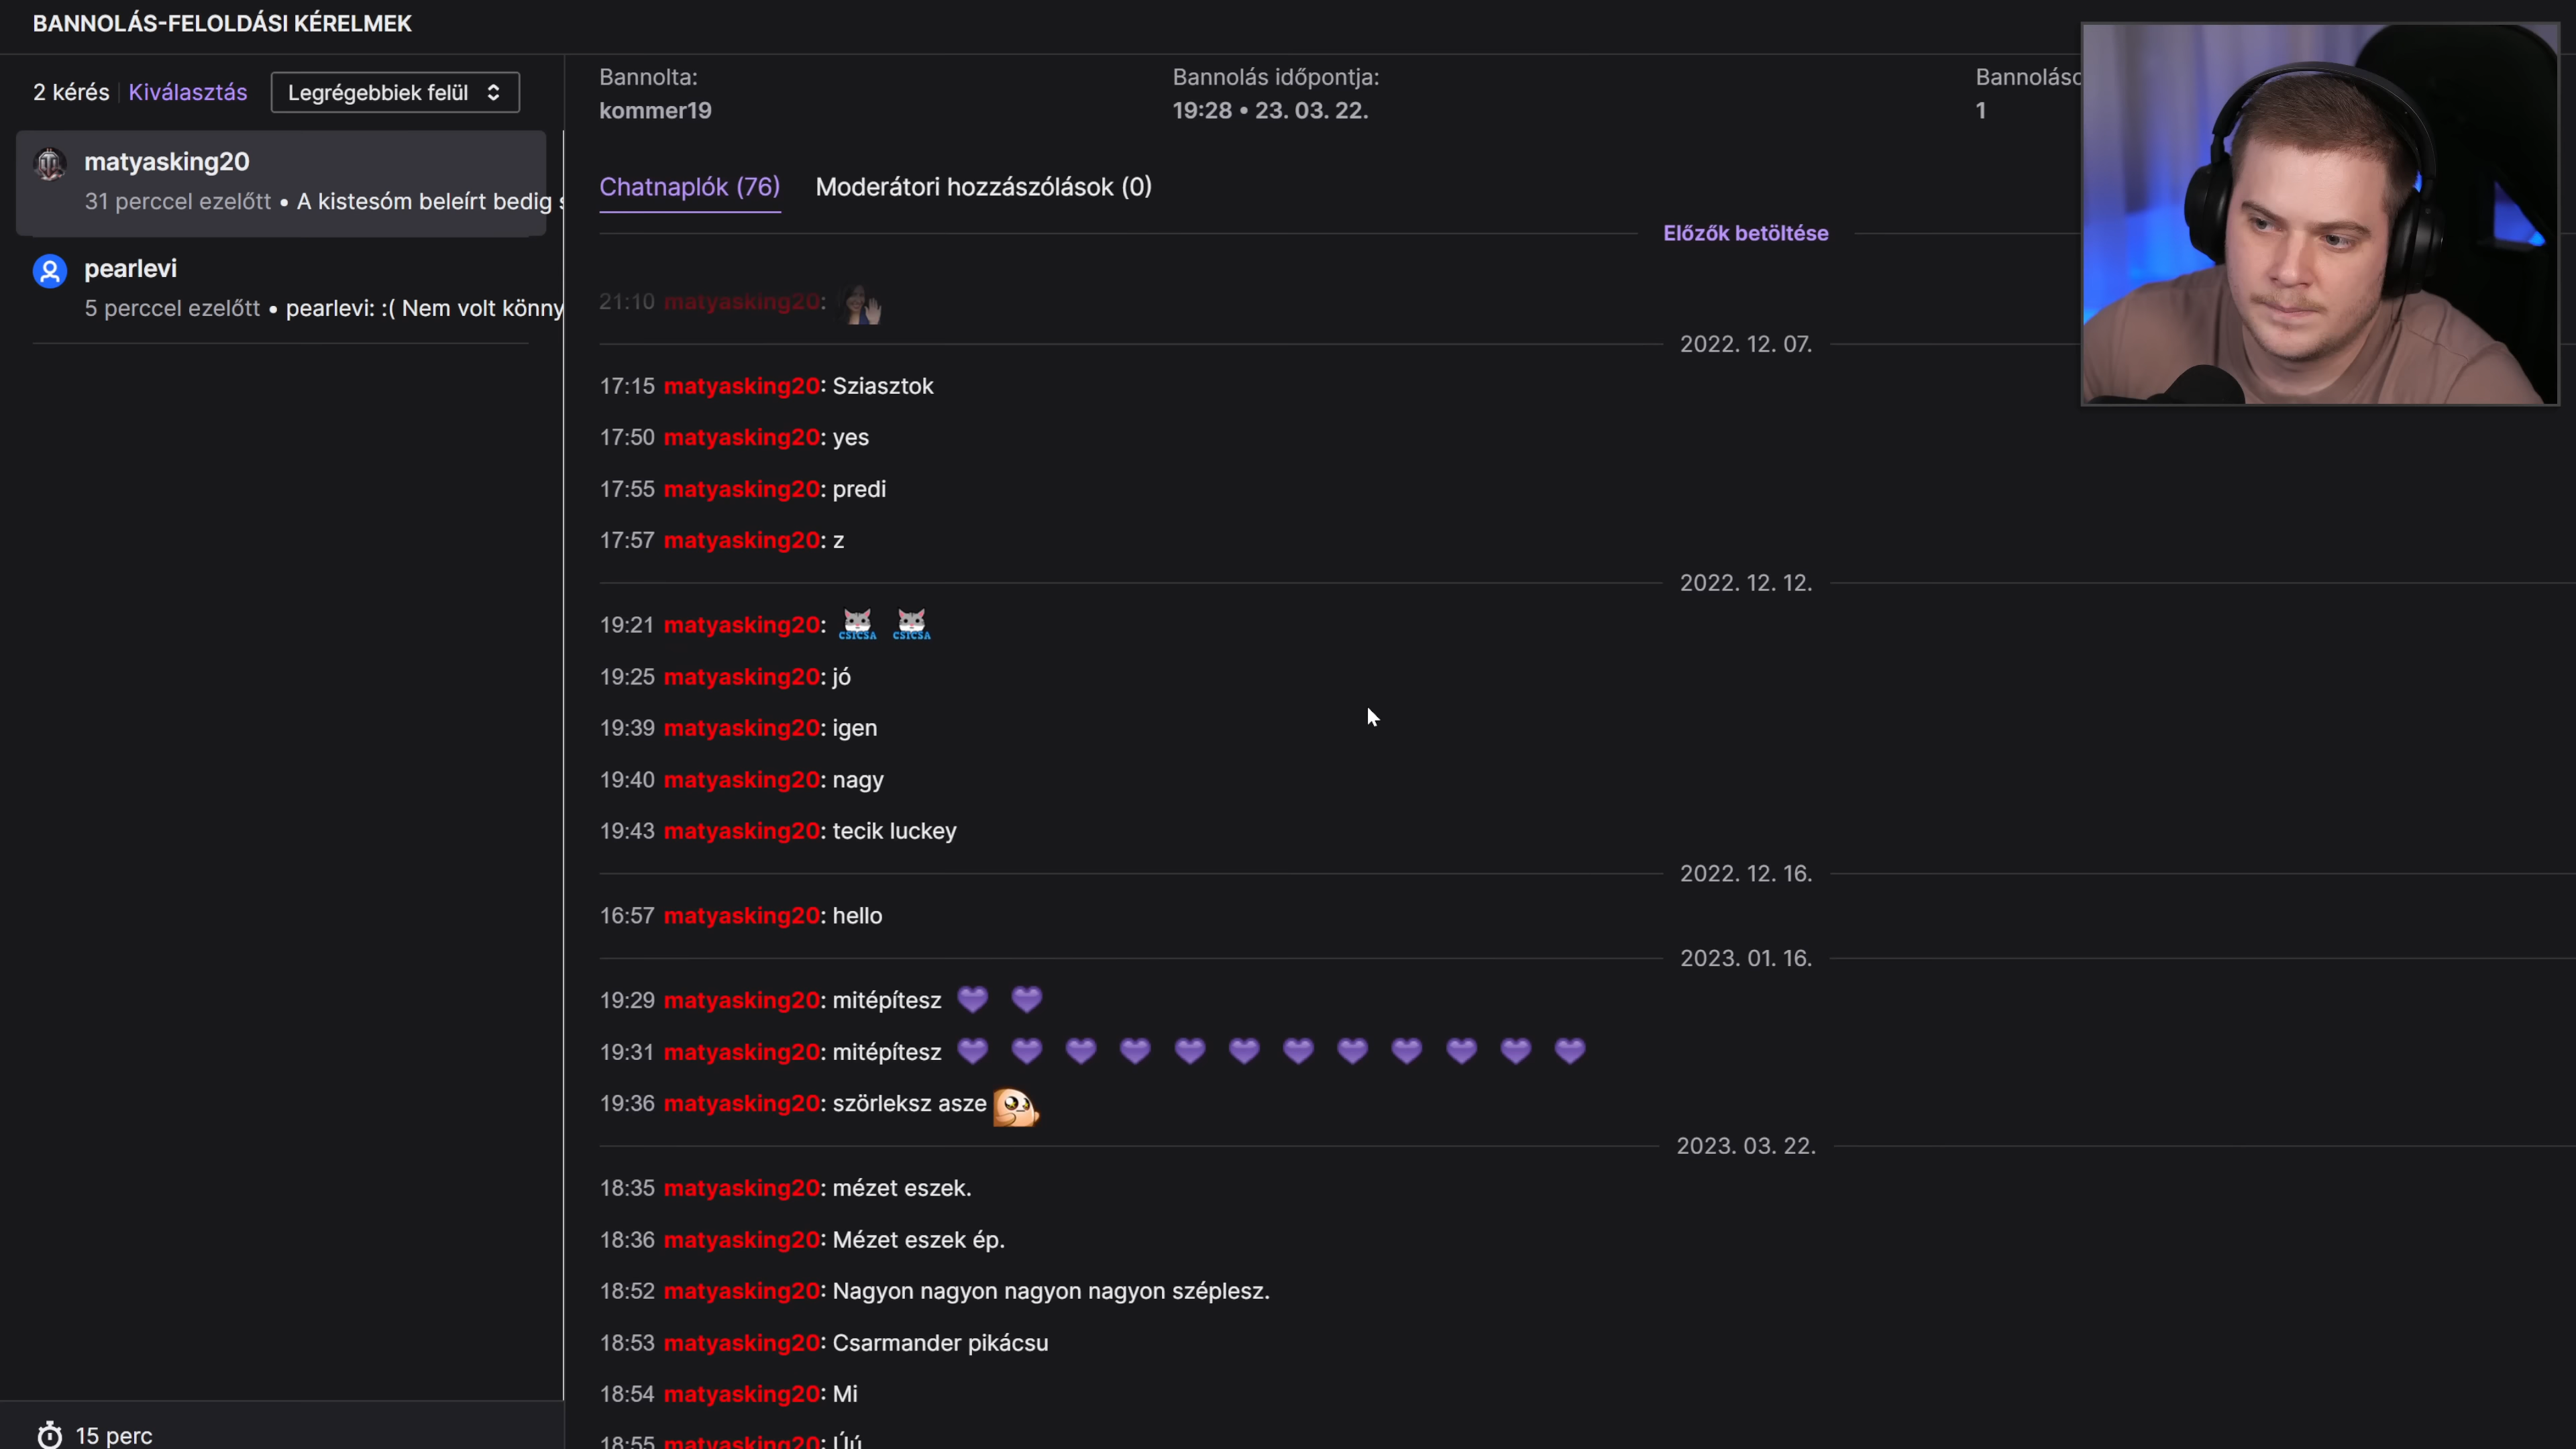 BANNOLÁS-FELOLDÁSI KÉRELMEK
2 kérés Kiválasztás Legrégebbiek felül
matyasking20
31 perccel ezelőtt • A kistesóm beleírt bedig
pearlevi
5 perccel ezelőtt • pearlevi: :( Nem volt könny
15 perc
Bannolta:
kommer19
Bannolás időpontja:
19:28 • 23. 03. 22.
Bannolás
1
Chatnaplók (76) Moderátori hozzászólások (0)
Előzők betöltése
21:10 matyasking20:
2022. 12. 07.
17:15 matyasking20: Sziasztok
17:50 matyasking20: yes
17:55 matyasking20: predi
17:57 matyasking20: z
2022. 12. 12.
19:21 matyasking20: CSICSA CSICSA
19:25 matyasking20: jó
19:39 matyasking20: igen
19:40 matyasking20: nagy
19:43 matyasking20: tecik luckey
2022. 12. 16.
16:57 matyasking20: hello
2023. 01. 16.
19:29 matyasking20: mitépítesz 💜 💜
19:31 matyasking20: mitépítesz 💜 💜 💜 💜 💜 💜 💜 💜 💜 💜 💜 💜
19:36 matyasking20: szörleksz asze
2023. 03. 22.
18:35 matyasking20: mézet eszek.
18:36 matyasking20: Mézet eszek ép.
18:52 matyasking20: Nagyon nagyon nagyon nagyon széplesz.
18:53 matyasking20: Csarmander pikácsu
18:54 matyasking20: Mi
18:55 matyasking20: Úú